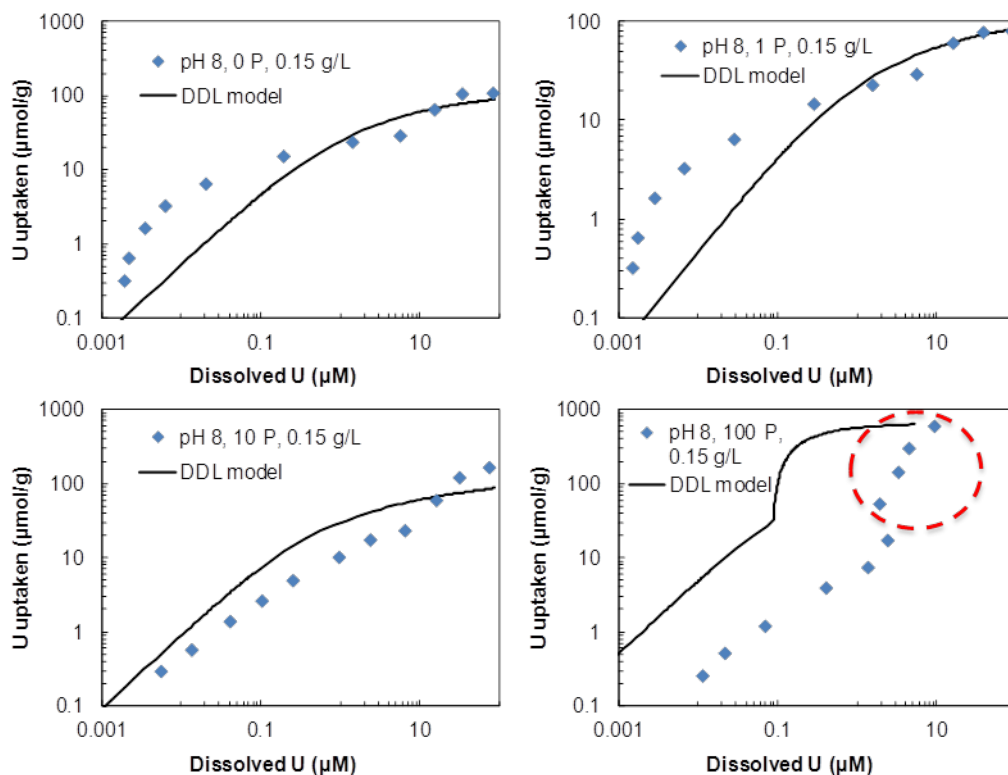 1000
100
10
1
0.1
U uptaken (µmol/g)
pH 8, 0 P, 0.15 g/L
DDL model
0.001
0.1
10
Dissolved U (µM)
100
10
1
0.1
U uptaken (µmol/g)
pH 8, 1 P, 0.15 g/L
DDL model
0.001
0.1
10
Dissolved U (µM)
1000
100
10
1
0.1
U uptaken (µmol/g)
pH 8, 10 P, 0.15 g/L
DDL model
0.001
0.1
10
Dissolved U (µM)
1000
100
10
1
0.1
U uptaken (µmol/g)
pH 8, 100 P,
0.15 g/L
DDL model
0.001
0.1
10
Dissolved U (µM)